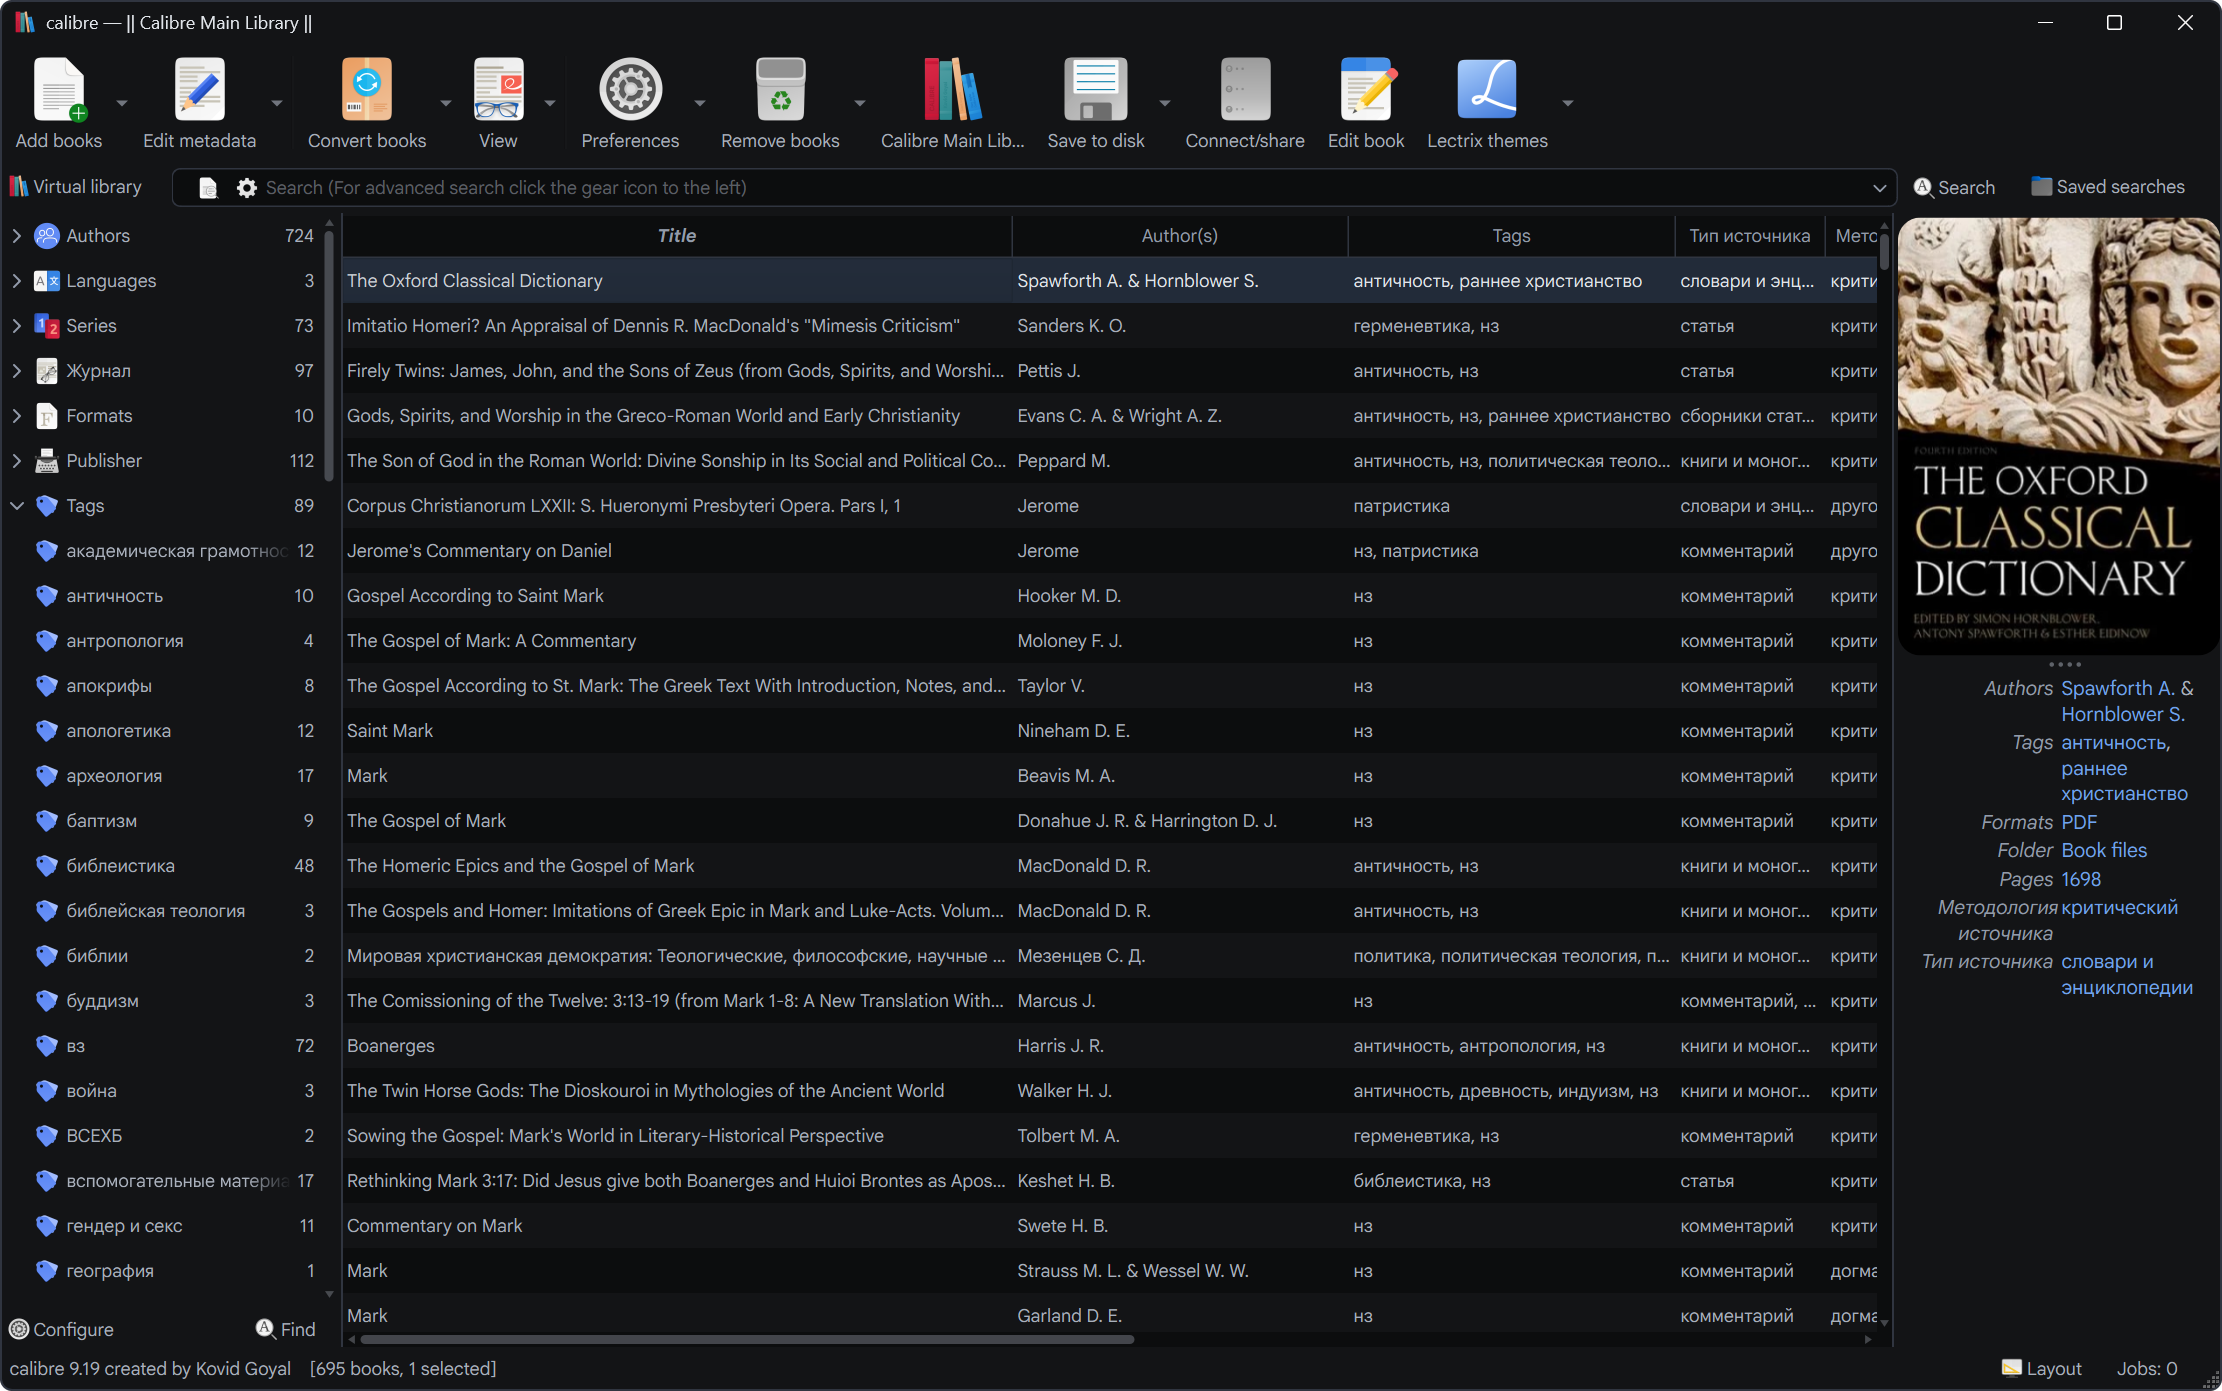 calibre — || Calibre Main Library ||
Add books
Edit metadata
Convert books
View
Preferences
Remove books
Calibre Main Lib...
Save to disk
Connect/share
Edit book
Lectrix themes
Virtual library
Search (For advanced search click the gear icon to the left)
Search
Saved searches
Authors 724
Languages 3
Series 73
Журнал 97
Formats 10
Publisher 112
Tags 89
академическая грамотнос 12
античность 10
антропология 4
апокрифы 8
апологетика 12
археология 17
баптизм 9
библеистика 48
библейская теология 3
библии 2
буддизм 3
вз 72
война 3
ВСЕХБ 2
вспомогательные материа 17
гендер и секс 11
география 1
Configure
Find
Title Author(s) Tags Тип источника Мето
The Oxford Classical Dictionary Spawforth A. & Hornblower S. античность, раннее христианство словари и энц... крити
Imitatio Homeri? An Appraisal of Dennis R. MacDonald's "Mimesis Criticism" Sanders K. O. герменевтика, нз статья крити
Firely Twins: James, John, and the Sons of Zeus (from Gods, Spirits, and Worshi... Pettis J. античность, нз статья крити
Gods, Spirits, and Worship in the Greco-Roman World and Early Christianity Evans C. A. & Wright A. Z. античность, нз, раннее христианство сборники стат... крити
The Son of God in the Roman World: Divine Sonship in Its Social and Political Co... Peppard M. античность, нз, политическая теоло... книги и моног... крити
Corpus Christianorum LXXII: S. Hueronymi Presbyteri Opera. Pars I, 1 Jerome патристика словари и энц... друго
Jerome's Commentary on Daniel Jerome нз, патристика комментарий друго
Gospel According to Saint Mark Hooker M. D. нз комментарий крити
The Gospel of Mark: A Commentary Moloney F. J. нз комментарий крити
The Gospel According to St. Mark: The Greek Text With Introduction, Notes, and... Taylor V. нз комментарий крити
Saint Mark Nineham D. E. нз комментарий крити
Mark Beavis M. A. нз комментарий крити
The Gospel of Mark Donahue J. R. & Harrington D. J. нз комментарий крити
The Homeric Epics and the Gospel of Mark MacDonald D. R. античность, нз книги и моног... крити
The Gospels and Homer: Imitations of Greek Epic in Mark and Luke-Acts. Volum... MacDonald D. R. античность, нз книги и моног... крити
Мировая христианская демократия: Теологические, философские, научные ... Мезенцев С. Д. политика, политическая теология, п... книги и моног... крити
The Comissioning of the Twelve: 3:13-19 (from Mark 1-8: A New Translation With... Marcus J. нз комментарий, ... крити
Boanerges Harris J. R. античность, антропология, нз книги и моног... крити
The Twin Horse Gods: The Dioskouroi in Mythologies of the Ancient World Walker H. J. античность, древность, индуизм, нз книги и моног... крити
Sowing the Gospel: Mark's World in Literary-Historical Perspective Tolbert M. A. герменевтика, нз комментарий крити
Rethinking Mark 3:17: Did Jesus give both Boanerges and Huioi Brontes as Apos... Keshet H. B. библеистика, нз статья крити
Commentary on Mark Swete H. B. нз комментарий крити
Mark Strauss M. L. & Wessel W. W. нз комментарий догма
Mark Garland D. E. нз комментарий догма
FOURTH EDITION
THE OXFORD
CLASSICAL
DICTIONARY
EDITED BY SIMON HORNBLOWER,
ANTONY SPAWFORTH & ESTHER EIDINOW
Authors Spawforth A. &
Hornblower S.
Tags античность,
раннее
христианство
Formats PDF
Folder Book files
Pages 1698
Методология критический
источника
Тип источника словари и
энциклопедии
calibre 9.19 created by Kovid Goyal [695 books, 1 selected]
Layout
Jobs: 0